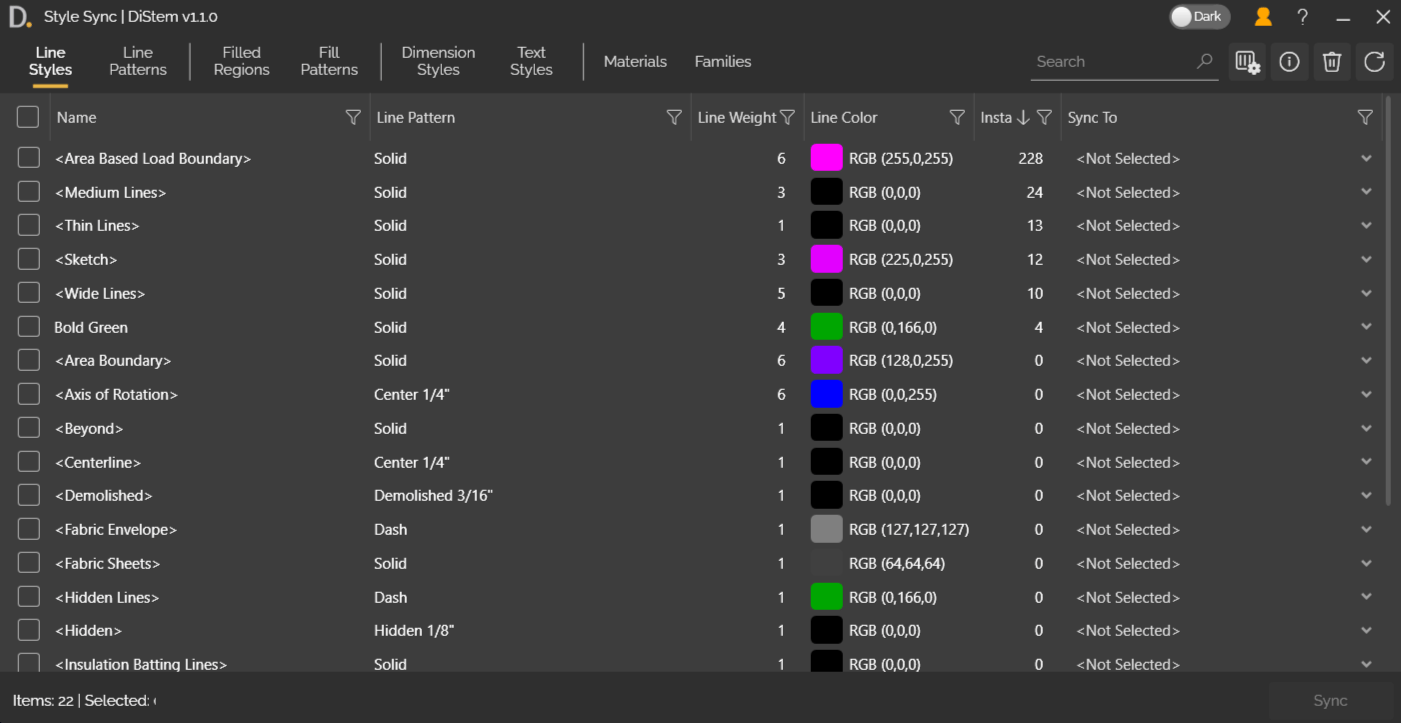 D. Style Sync | DiStem v1.1.0 Dark ?
Line Styles Line Patterns Filled Regions Fill Patterns Dimension Styles Text Styles Materials Families Search
Name Line Pattern Line Weight Line Color Insta Sync To
<Area Based Load Boundary> Solid 6 RGB (255,0,255) 228 <Not Selected>
<Medium Lines> Solid 3 RGB (0,0,0) 24 <Not Selected>
<Thin Lines> Solid 1 RGB (0,0,0) 13 <Not Selected>
<Sketch> Solid 3 RGB (225,0,255) 12 <Not Selected>
<Wide Lines> Solid 5 RGB (0,0,0) 10 <Not Selected>
Bold Green Solid 4 RGB (0,166,0) 4 <Not Selected>
<Area Boundary> Solid 6 RGB (128,0,255) 0 <Not Selected>
<Axis of Rotation> Center 1/4" 6 RGB (0,0,255) 0 <Not Selected>
<Beyond> Solid 1 RGB (0,0,0) 0 <Not Selected>
<Centerline> Center 1/4" 1 RGB (0,0,0) 0 <Not Selected>
<Demolished> Demolished 3/16" 1 RGB (0,0,0) 0 <Not Selected>
<Fabric Envelope> Dash 1 RGB (127,127,127) 0 <Not Selected>
<Fabric Sheets> Solid 1 RGB (64,64,64) 0 <Not Selected>
<Hidden Lines> Dash 1 RGB (0,166,0) 0 <Not Selected>
<Hidden> Hidden 1/8" 1 RGB (0,0,0) 0 <Not Selected>
<Insulation Batting Lines> Solid 1 RGB (0,0,0) 0 <Not Selected>
Items: 22 | Selected: Sync